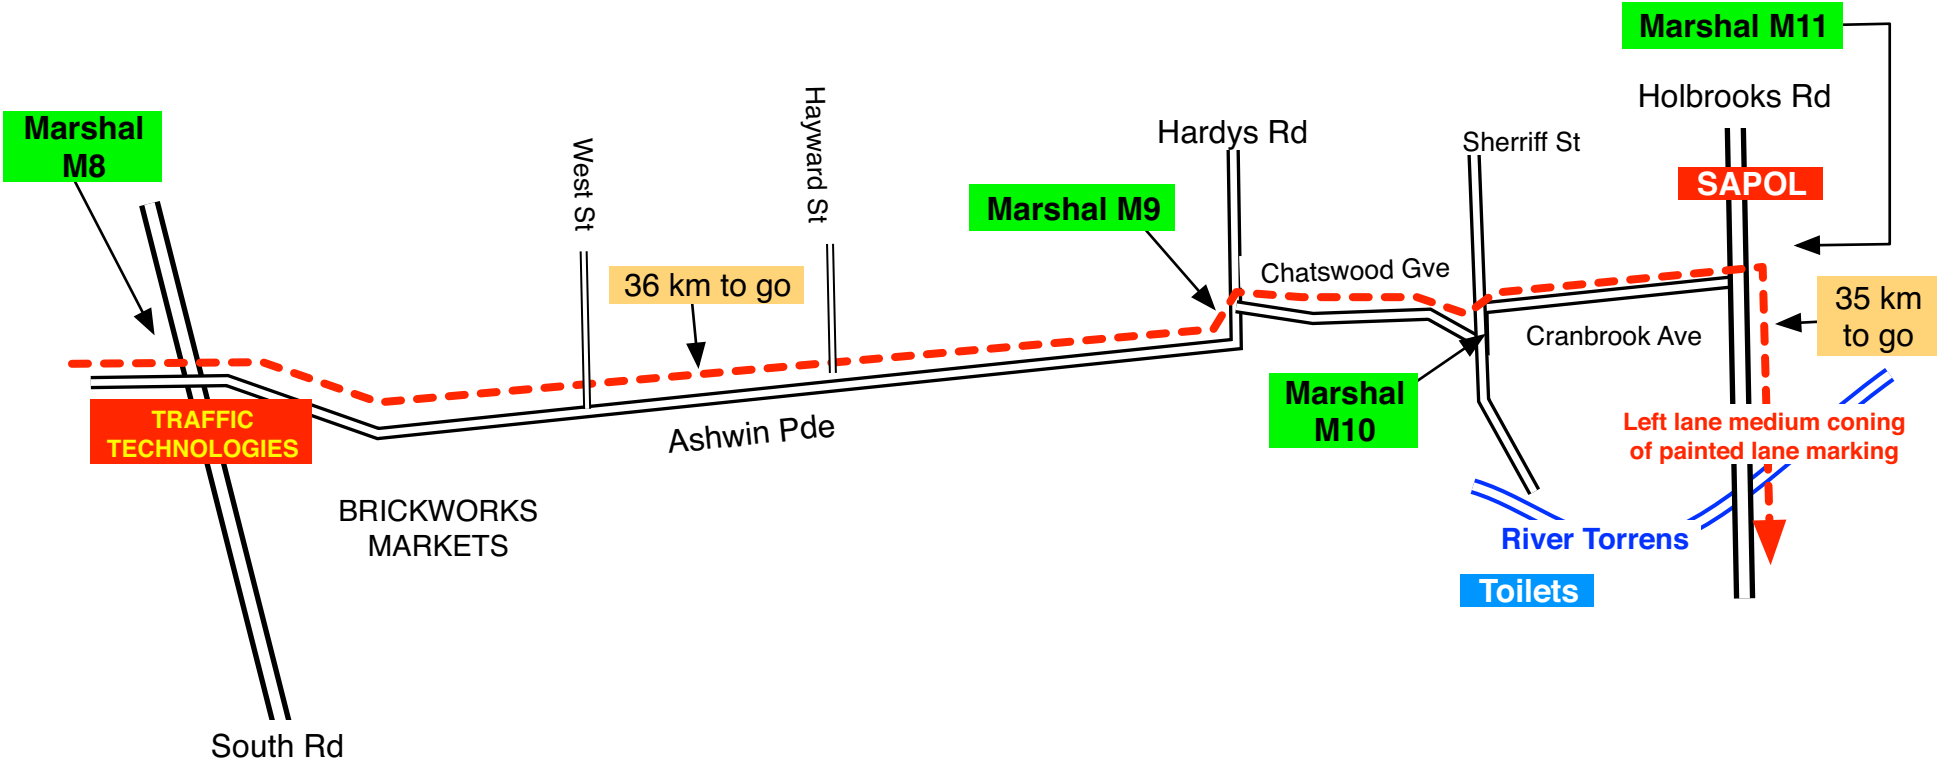 Marshal M11
Holbrooks Rd
Marshal
M8
Hayward St
Hardys Rd
Sherriff St
West St
SAPOL
Marshal M9
36 km to go
Chatswood Gve
35 km
to go
Cranbrook Ave
Marshal
M10
TRAFFIC
TECHNOLOGIES
Ashwin Pde
Left lane medium coning
of painted lane marking
BRICKWORKS
MARKETS
River Torrens
Toilets
South Rd